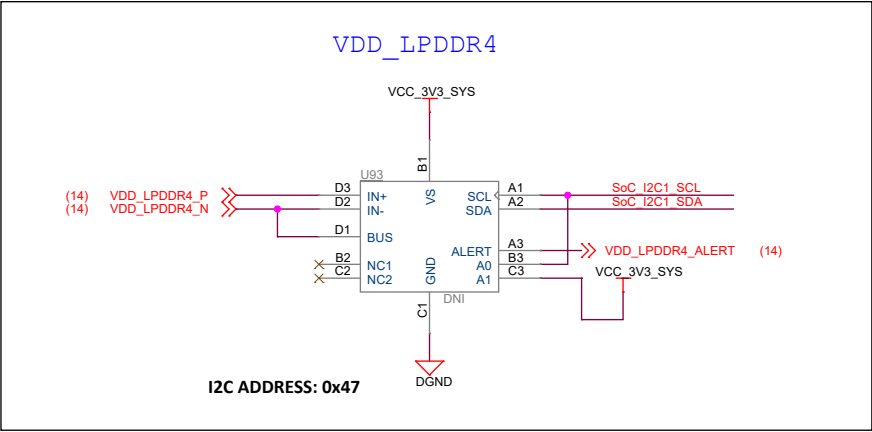 VDD_LPDDR4
VCC_3V3_SYS
B1
U93
(14) VDD_LPDDR4_P D3 IN+ VS SCL A1 SoC_I2C1_SCL
(14) VDD_LPDDR4_N D2 IN- SDA A2 SoC_I2C1_SDA
D1 BUS
ALERT A3 VDD_LPDDR4_ALERT (14)
B2 NC1 GND A0 B3
C2 NC2 A1 C3 VCC_3V3_SYS
DNI
C1
DGND
I2C ADDRESS: 0x47